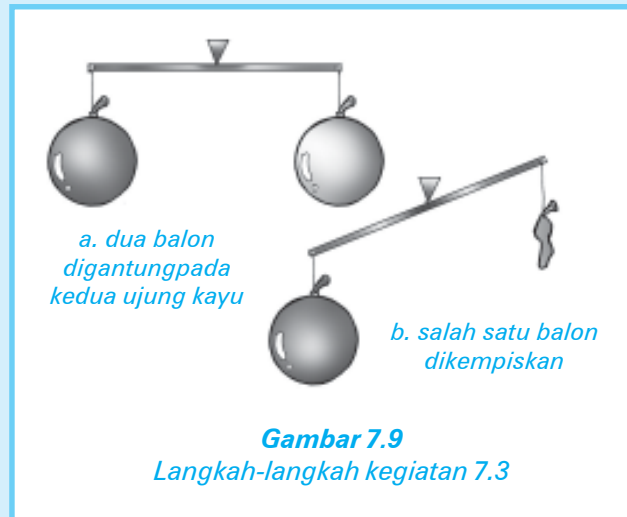 a. dua balon
digantungpada
kedua ujung kayu
b. salah satu balon
dikempiskan
Gambar 7.9
Langkah-langkah kegiatan 7.3